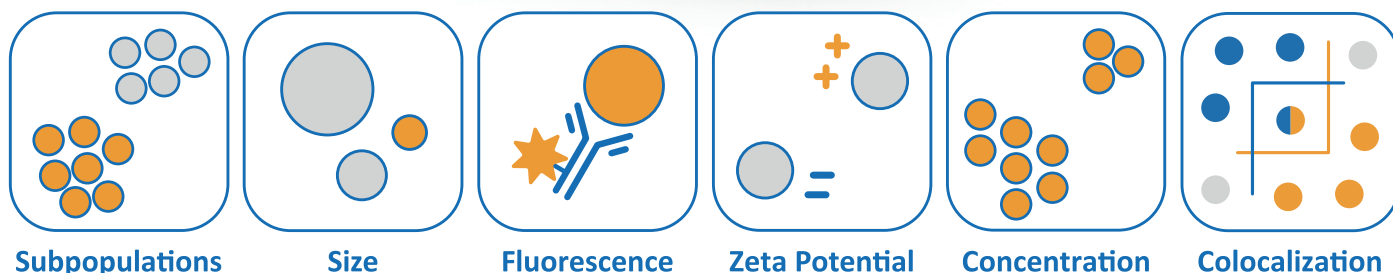 Subpopulations
Size
Fluorescence
Zeta Potential
Concentration
Colocalization